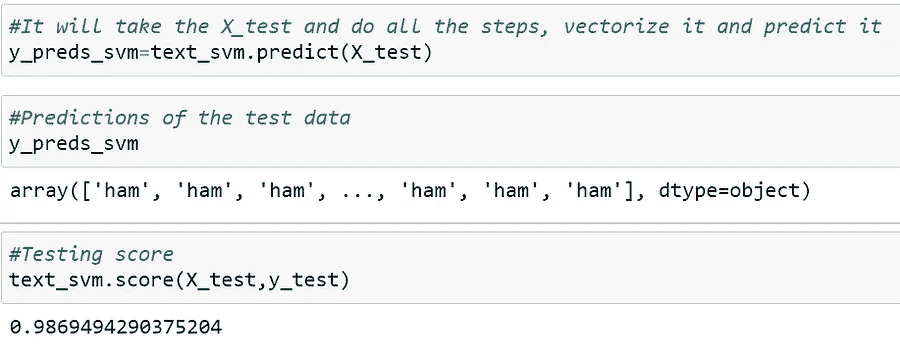 #It will take the X_test and do all the steps, vectorize it and predict it
y_preds_svm=text_svm.predict(X_test)
#Predictions of the test data
y_preds_svm
array(['ham', 'ham', 'ham', ..., 'ham', 'ham', 'ham'], dtype=object)
#Testing score
text_svm.score(X_test,y_test)
0.9869494290375204